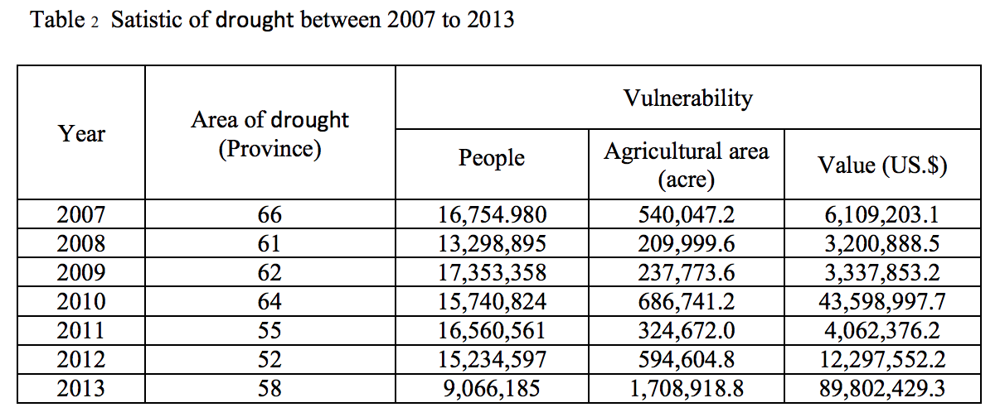 Table 2 Satistic of drought between 2007 to 2013
Year
Area of drought
(Province)
Vulnerability
People
Agricultural area
(acre)
Value (US.$)
2007 66 16,754.980 540,047.2 6,109,203.1
2008 61 13,298,895 209,999.6 3,200,888.5
2009 62 17,353,358 237,773.6 3,337,853.2
2010 64 15,740,824 686,741.2 43,598,997.7
2011 55 16,560,561 324,672.0 4,062,376.2
2012 52 15,234,597 594,604.8 12,297,552.2
2013 58 9,066,185 1,708,918.8 89,802,429.3